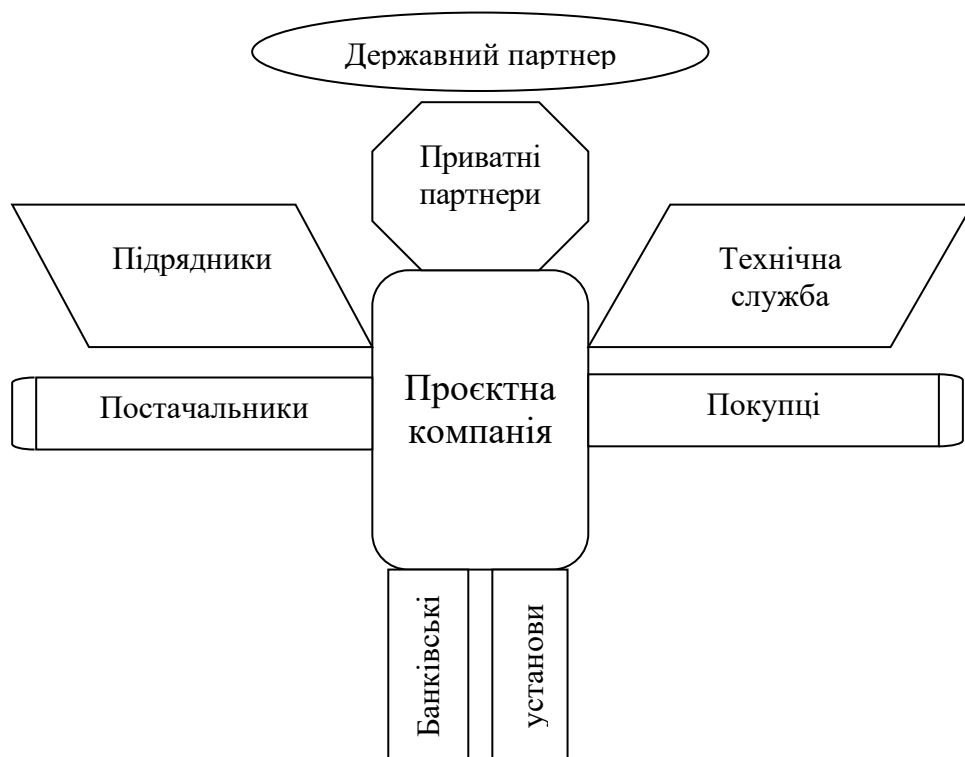 Державний партнер
Приватні
партнери
Підрядники
Технічна
служба
Проєктна
компанія
Постачальники
Покупці
Банківські
установи